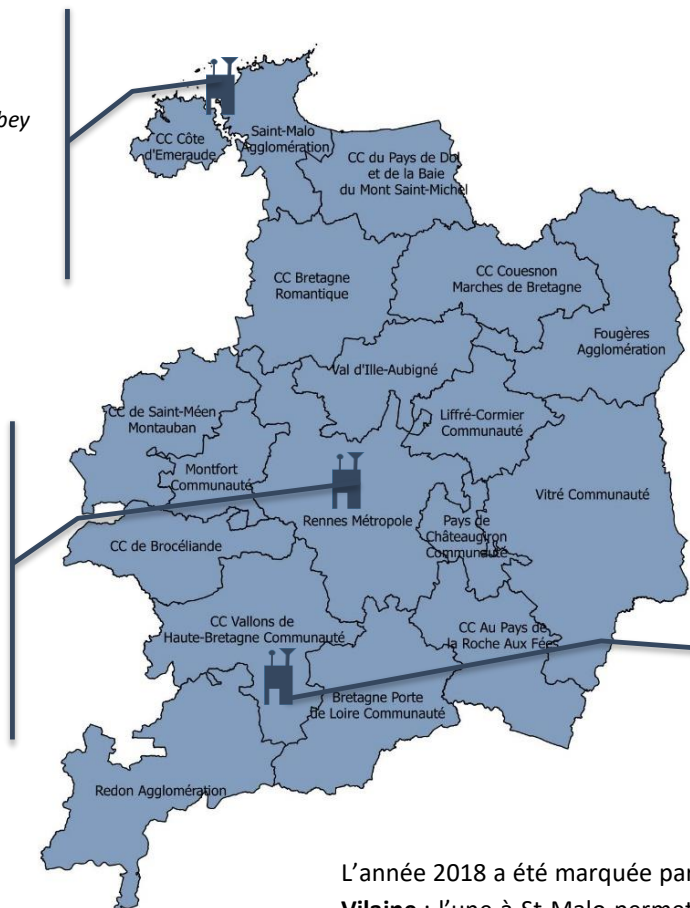 bey
CC Côte
d'Emeraude
Saint-Malo
Agglomération
CC du Pays de Dol
et de la Baie
du Mont Saint-Michel
CC Bretagne
Romantique
CC Couesnon
Marches de Bretagne
Fougères
Agglomération
Val d'Ille-Aubigné
CC de Saint-Méen
Montauban
Liffré-Cormier
Communauté
Montfort
Communauté
Vitré Communauté
Rennes Métropole
Pays de
Châteaugiron
Communauté
CC de Brocéliande
CC Vallons de
Haute-Bretagne Communauté
CC Au Pays de
la Roche Aux Fées
Bretagne Porte
de Loire Communauté
Redon Agglomération
L'année 2018 a été marquée par
Vilaine : l'une à St-Malo permet